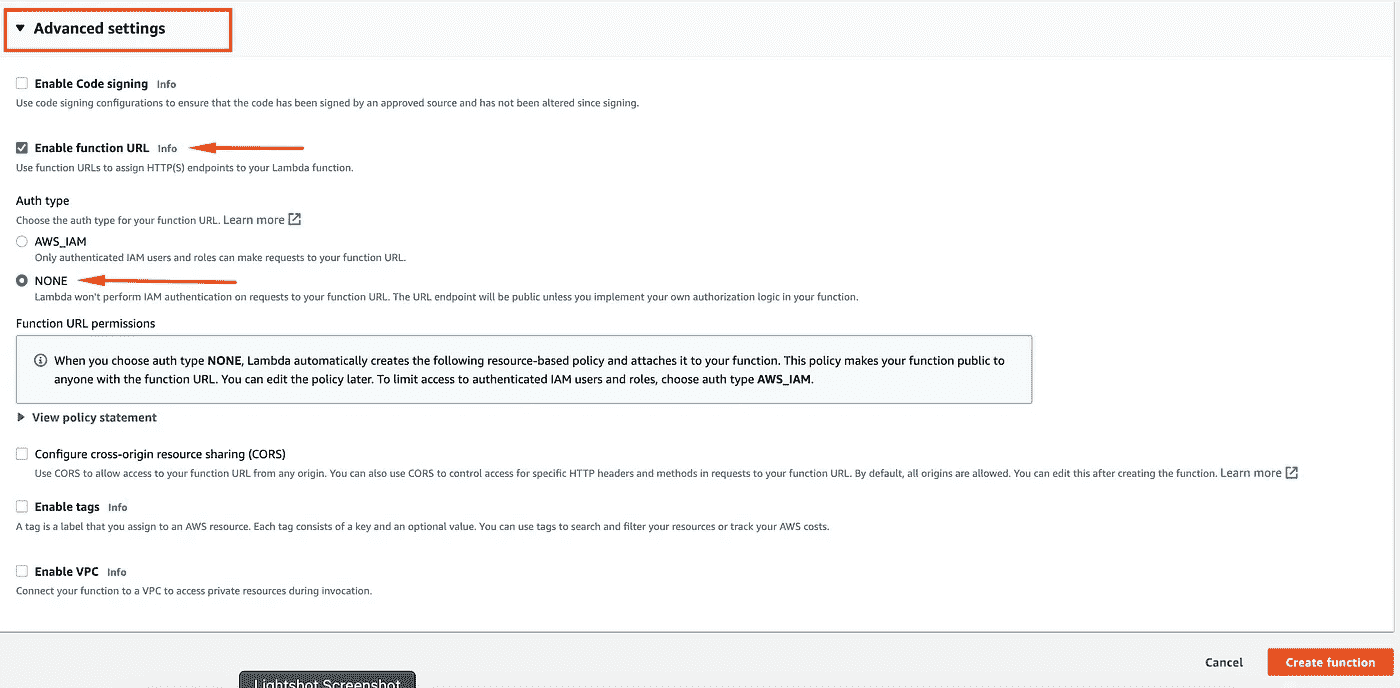 Advanced settings
Enable Code signing Info
Use code signing configurations to ensure that the code has been signed by an approved source and has not been altered since signing.
Enable function URL Info
Use function URLs to assign HTTP(S) endpoints to your Lambda function.
Auth type
Choose the auth type for your function URL. Learn more
AWS_IAM
Only authenticated IAM users and roles can make requests to your function URL.
NONE
Lambda won't perform IAM authentication on requests to your function URL. The URL endpoint will be public unless you implement your own authorization logic in your function.
Function URL permissions
When you choose auth type NONE, Lambda automatically creates the following resource-based policy and attaches it to your function. This policy makes your function public to
anyone with the function URL. You can edit the policy later. To limit access to authenticated IAM users and roles, choose auth type AWS_IAM.
View policy statement
Configure cross-origin resource sharing (CORS)
Use CORS to allow access to your function URL from any origin. You can also use CORS to control access for specific HTTP headers and methods in requests to your function URL. By default, all origins are allowed. You can edit this after creating the function. Learn more
Enable tags Info
A tag is a label that you assign to an AWS resource. Each tag consists of a key and an optional value. You can use tags to search and filter your resources or track your AWS costs.
Enable VPC Info
Connect your function to a VPC to access private resources during invocation.
Cancel Create function
Lightshot Screenshot